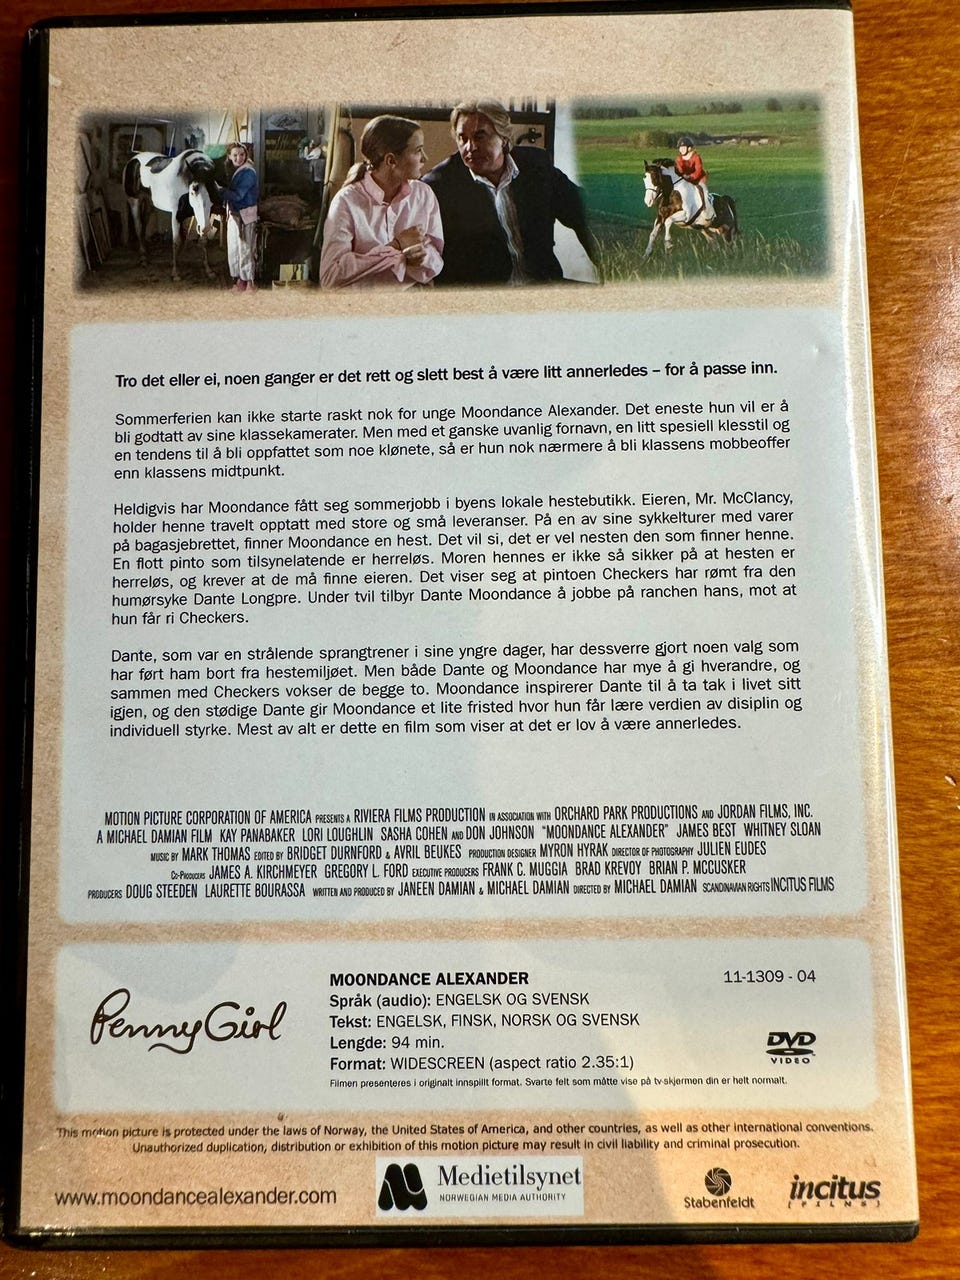 Tro det eller ei, noen ganger er det rett og slett best å være litt annerledes – for å passe inn.
Sommerferien kan ikke starte raskt nok for unge Moondance Alexander. Det eneste hun vil er å
bli godtatt av sine klassekamerater. Men med et ganske uvanlig fornavn, en litt spesiell klesstil og
en tendens til å bli oppfattet som noe klønete, så er hun nok nærmere å bli klassens mobbeoffer
enn klassens midtpunkt.
Heldigvis har Moondance fått seg sommerjobb i byens lokale hestebutikk. Eieren, Mr. McClancy,
holder henne travelt opptatt med store og små leveranser. På en av sine sykkelturer med varer
på bagasjebrettet, finner Moondance en hest. Det vil si, det er vel nesten den som finner henne.
En flott pinto som tilsynelatende er herreløs. Moren hennes er ikke så sikker på at hesten er
herreløs, og krever at de må finne eieren. Det viser seg at pintoen Checkers har rømt fra den
humørsyke Dante Longpre. Under tvil tilbyr Dante Moondance å jobbe på ranchen hans, mot at
hun får ri Checkers.
Dante, som var en strålende sprangtrener i sine yngre dager, har dessverre gjort noen valg som
har ført ham bort fra hestemiljøet. Men både Dante og Moondance har mye å gi hverandre, og
sammen med Checkers vokser de begge to. Moondance inspirerer Dante til å ta tak i livet sitt
igjen, og den stødige Dante gir Moondance et lite fristed hvor hun får lære verdien av disiplin og
individuell styrke. Mest av alt er dette en film som viser at det er lov å være annerledes.
MOTION PICTURE CORPORATION OF AMERICA PRESENTS A RIVIERA FILMS PRODUCTION IN ASSOCIATION WITH ORCHARD PARK PRODUCTIONS AND JORDAN FILMS, INC.
A MICHAEL DAMIAN FILM KAY PANABAKER LORI LOUGHLIN SASHA COHEN AND DON JOHNSON "MOONDANCE ALEXANDER" JAMES BEST WHITNEY SLOAN
MUSIC BY MARK THOMAS EDITED BY BRIDGET DURNFORD & AVRIL BEUKES PRODUCTION DESIGNER MYRON HYRAK DIRECTOR OF PHOTOGRAPHY JULIEN EUDES
CO-PRODUCERS JAMES A. KIRCHMEYER GREGORY L. FORD EXECUTIVE PRODUCERS FRANK C. MUGGIA BRAD KREVOY BRIAN P. MCCUSKER
PRODUCERS DOUG STEEDEN LAURETTE BOURASSA WRITTEN AND PRODUCED BY JANEEN DAMIAN & MICHAEL DAMIAN DIRECTED BY MICHAEL DAMIAN SCANDINAVIAN RIGHTS INCITUS FILMS
PennyGirl
MOONDANCE ALEXANDER 11-1309 - 04
Språk (audio): ENGELSK OG SVENSK
Tekst: ENGELSK, FINSK, NORSK OG SVENSK
Lengde: 94 min.
Format: WIDESCREEN (aspect ratio 2.35:1)
Filmen presenteres i originalt innspillt format. Svarte felt som måtte vise på tv-skjermen din er helt normalt.
DVD
VIDEO
This motion picture is protected under the laws of Norway, the United States of America, and other countries, as well as other international conventions.
Unauthorized duplication, distribution or exhibition of this motion picture may result in civil liability and criminal prosecution.
www.moondancealexander.com
Medietilsynet
NORWEGIAN MEDIA AUTHORITY
Stabenfeldt
incitus
[FILMS]